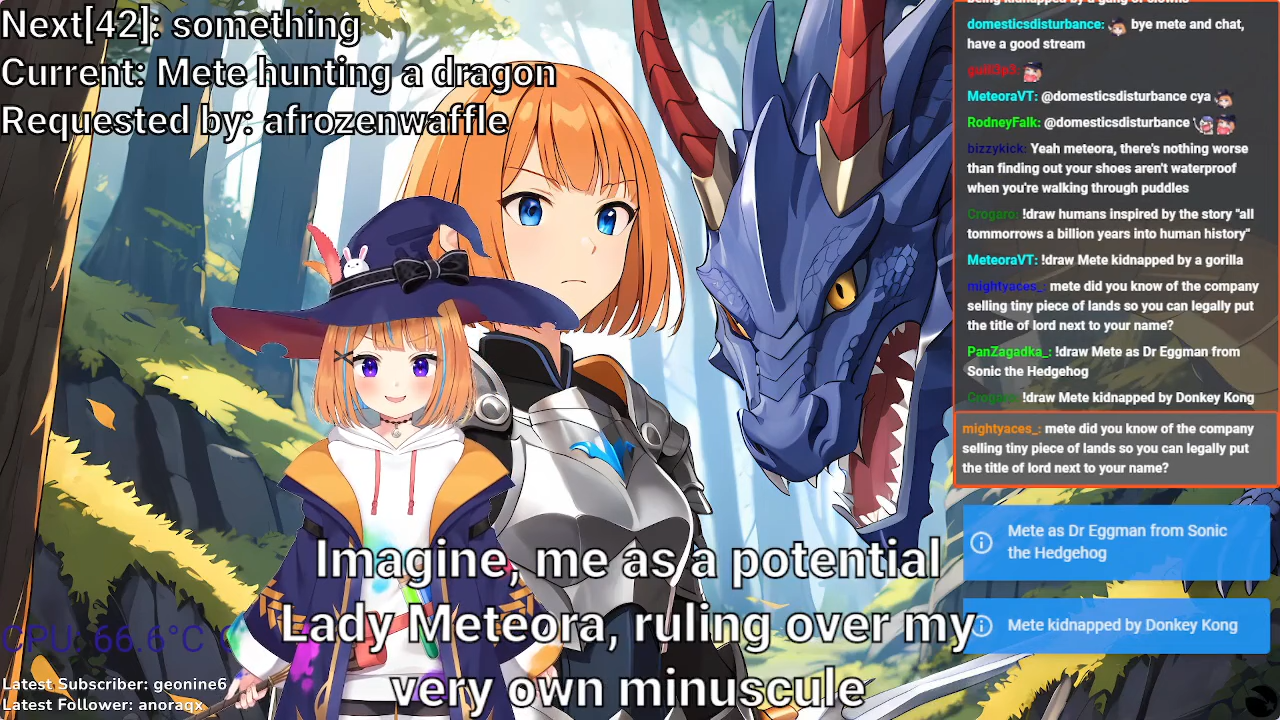 Next[42]: something
Current: Mete hunting a dragon
Requested by: afrozenwaffle
domesticsdisturbance: bye mete and chat,
have a good stream
MeteoraVT: @domesticsdisturbance cya
RodneyFalk: @domesticsdisturbance
bizzykick: Yeah meteora, there's nothing worse
than finding out your shoes aren't waterproof
when you're walking through puddles
Crogaro: !draw humans inspired by the story "all
tommorrows a billion years into human history"
MeteoraVT: !draw Mete kidnapped by a gorilla
mightyaces_: mete did you know of the company
selling tiny piece of lands so you can legally put
the title of lord next to your name?
PanZagadka_: !draw Mete as Dr Eggman from
Sonic the Hedgehog
Crogaro: !draw Mete kidnapped by Donkey Kong
mightyaces_: mete did you know of the company
selling tiny piece of lands so you can legally put
the title of lord next to your name?
Mete as Dr Eggman from Sonic
the Hedgehog
Mete kidnapped by Donkey Kong
Imagine, me as a potential
Lady Meteora, ruling over my
very own minuscule
CPU: 66.6°C
Latest Subscriber: geonine6
Latest Follower: anoraqx